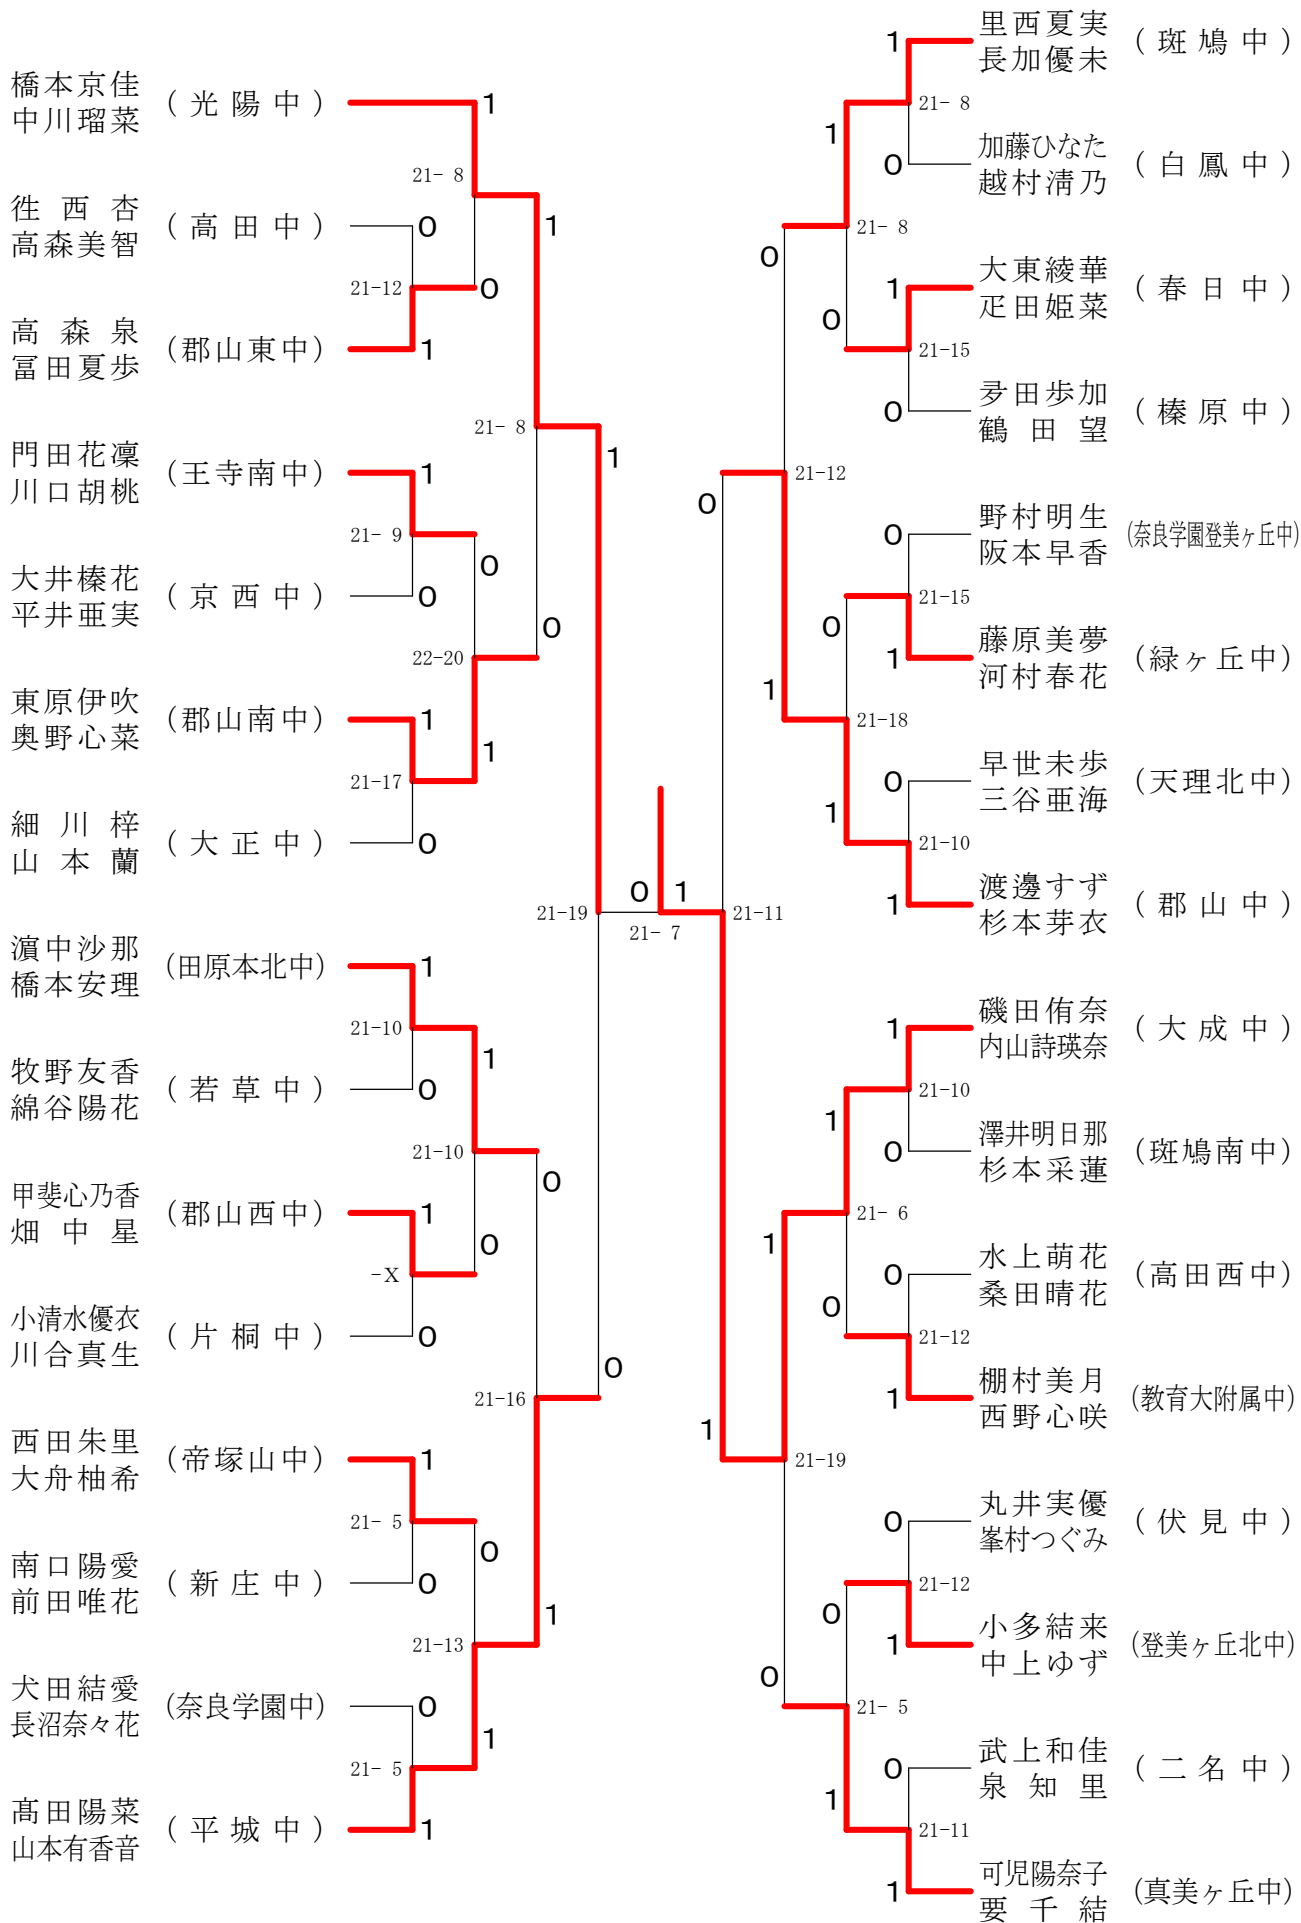 橋本京佳
中川瑠菜
(光陽中)
1
21- 8
徃西杏
高森美智
(高田中)
0
1
21-12
0
高森泉
冨田夏歩
(郡山東中)
1
21- 8
1
門田花凜
川口胡桃
(王寺南中)
1
21- 9
0
大井榛花
平井亜実
(京西中)
0
0
22-20
東原伊吹
奥野心菜
(郡山南中)
1
1
21-17
細川梓
山本蘭
(大正中)
0
21-19
0
1
21- 7
濵中沙那
橋本安理
(田原本北中)
1
21-10
1
牧野友香
綿谷陽花
(若草中)
0
21-10
0
甲斐心乃香
畑中星
(郡山西中)
1
0
-X
小清水優衣
川合真生
(片桐中)
0
0
21-16
西田朱里
大舟柚希
(帝塚山中)
1
21- 5
0
南口陽愛
前田唯花
(新庄中)
0
1
21-13
犬田結愛
長沼奈々花
(奈良学園中)
0
1
21- 5
髙田陽菜
山本有香音
(平城中)
1
1
里西夏実
長加優未
(斑鳩中)
21- 8
1
0
加藤ひなた
越村淸乃
(白鳳中)
21- 8
0
1
大東綾華
疋田姫菜
(春日中)
0
21-15
0
夛田歩加
鶴田望
(榛原中)
21-12
0
0
野村明生
阪本早香
(奈良学園登美ヶ丘中)
21-15
0
1
藤原美夢
河村春花
(緑ヶ丘中)
1
21-18
0
早世未歩
三谷亜海
(天理北中)
1
21-10
1
渡邊すず
杉本芽衣
(郡山中)
21-11
1
磯田侑奈
内山詩瑛奈
(大成中)
21-10
1
0
澤井明日那
杉本采蓮
(斑鳩南中)
21- 6
1
0
水上萌花
桑田晴花
(高田西中)
0
21-12
1
棚村美月
西野心咲
(教育大附属中)
1
21-19
0
丸井実優
峯村つぐみ
(伏見中)
21-12
0
1
小多結来
中上ゆず
(登美ヶ丘北中)
0
21- 5
0
武上和佳
泉知里
(二名中)
1
21-11
1
可児陽奈子
要千結
(真美ヶ丘中)